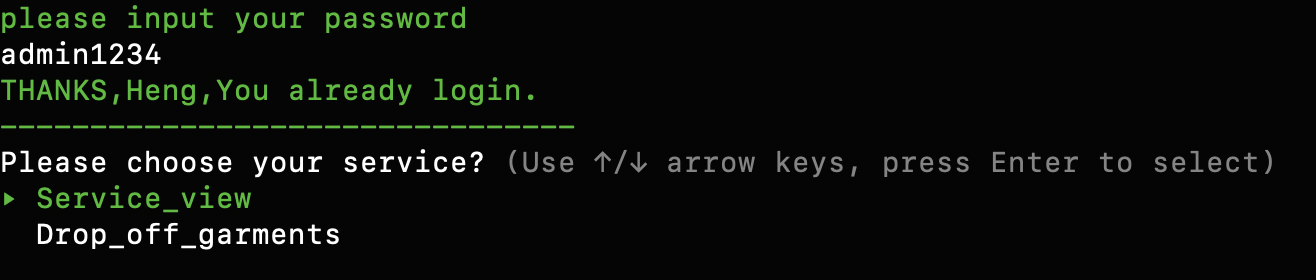 please input your password
admin1234
THANKS,Heng,You already login.
--------------------------------
Please choose your service? (Use ↑/↓ arrow keys, press Enter to select)
‣ Service_view
  Drop_off_garments